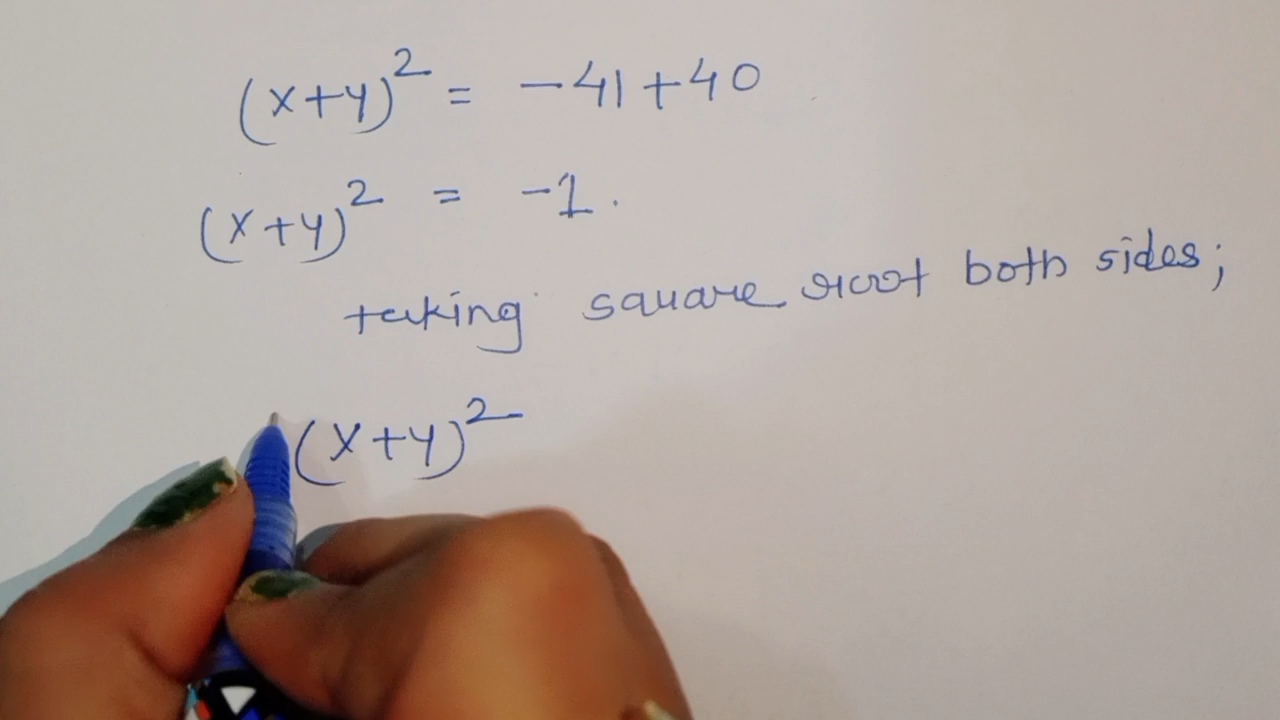 (x+y)² = -41+40
(x+y)² = -1.
taking square root both sides;
(x+y)²